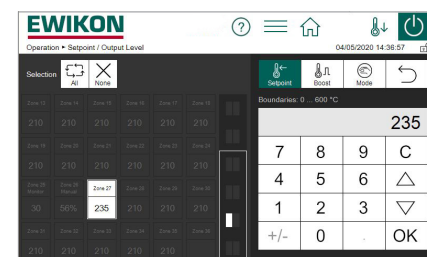 EWIKON
?
Operation ▸ Setpoint / Output Level
04/05/2020 14:36:57
Selection
All
None
Setpoint
Boost
Mode
Boundaries: 0 ... 600 °C
235
Zone 13 Zone 14 Zone 15 Zone 16 Zone 17 Zone 18
210 210 210 210 210 210
Zone 19 Zone 20 Zone 21 Zone 22 Zone 23 Zone 24
210 210 210 210 210 210
Zone 25 Monitor Zone 26 Manual Zone 27 Zone 28 Zone 29 Zone 30
30 56% 235 210 210 210
Zone 31 Zone 32 Zone 33 Zone 34 Zone 35 Zone 36
210 210 210 210 210 210
7 8 9 C
4 5 6
1 2 3
+/- 0 . OK